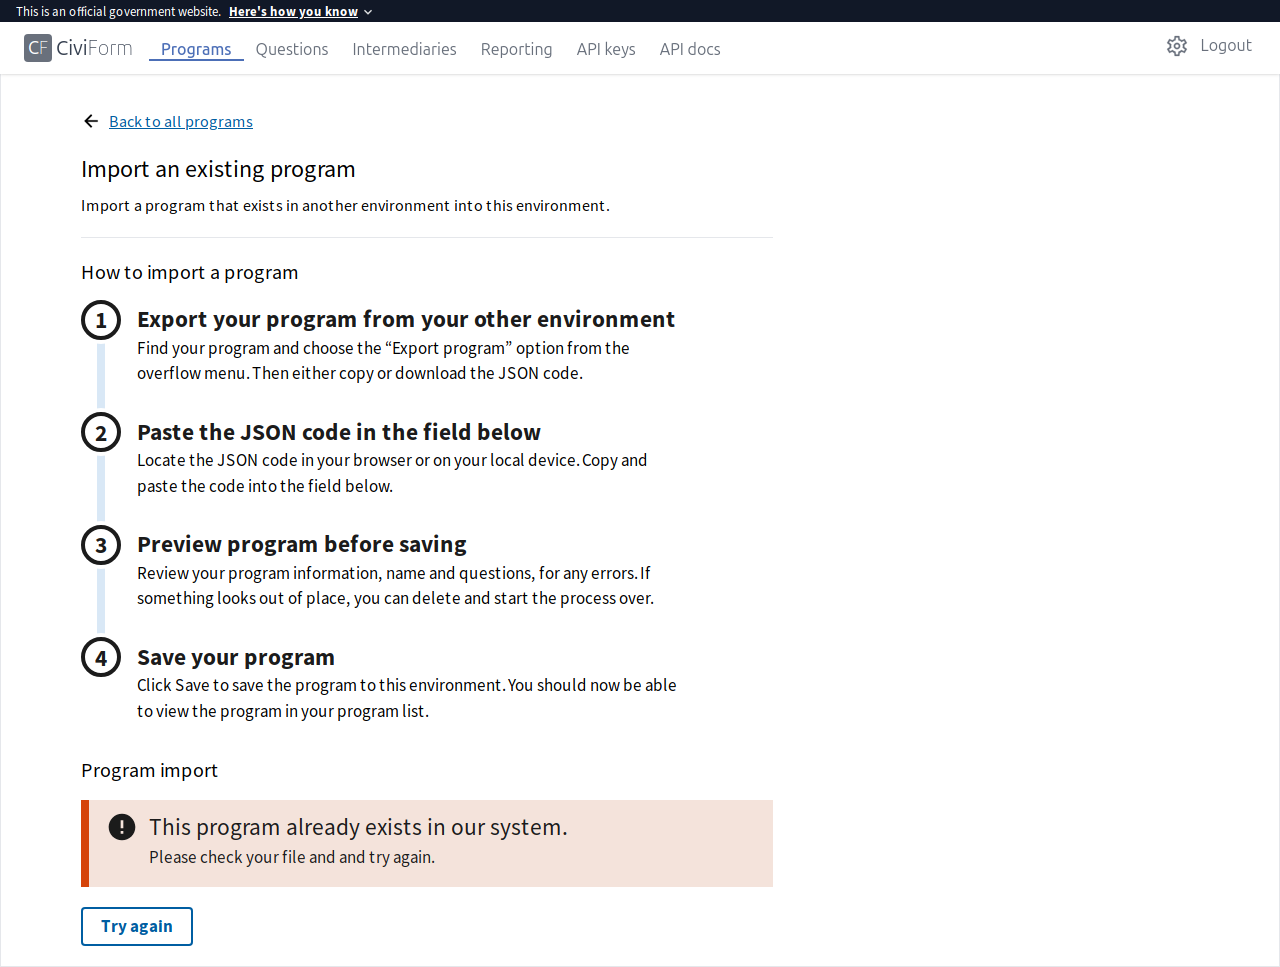 This is an official government website. Here's how you know
CF CiviForm Programs Questions Intermediaries Reporting API keys API docs Logout
Back to all programs
Import an existing program
Import a program that exists in another environment into this environment.
How to import a program
1 Export your program from your other environment
Find your program and choose the “Export program” option from the
overflow menu. Then either copy or download the JSON code.
2 Paste the JSON code in the field below
Locate the JSON code in your browser or on your local device. Copy and
paste the code into the field below.
3 Preview program before saving
Review your program information, name and questions, for any errors. If
something looks out of place, you can delete and start the process over.
4 Save your program
Click Save to save the program to this environment. You should now be able
to view the program in your program list.
Program import
This program already exists in our system.
Please check your file and and try again.
Try again